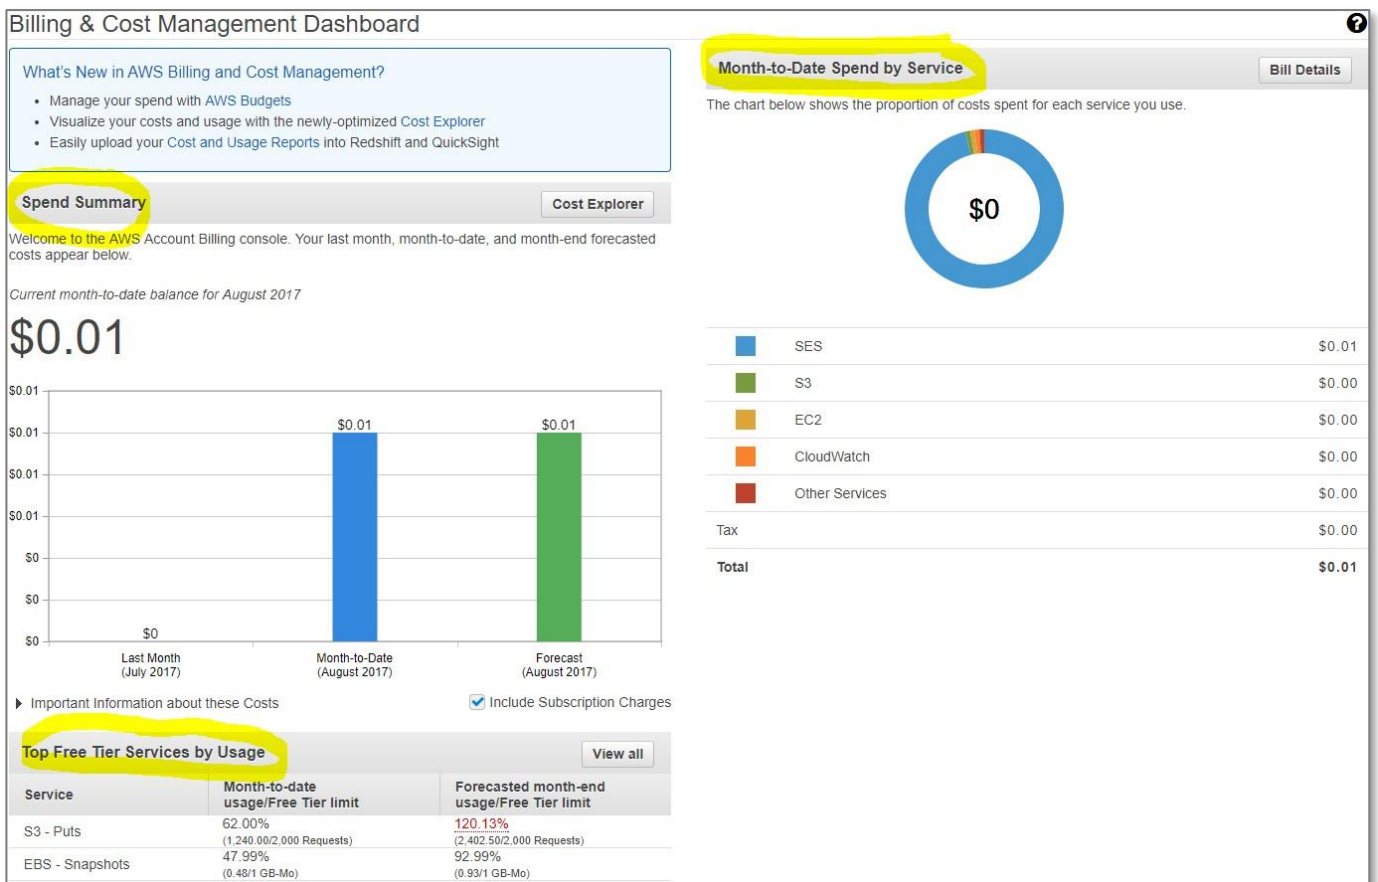 Billing & Cost Management Dashboard
?
What's New in AWS Billing and Cost Management?
• Manage your spend with AWS Budgets
• Visualize your costs and usage with the newly-optimized Cost Explorer
• Easily upload your Cost and Usage Reports into Redshift and QuickSight
Spend Summary
Cost Explorer
Welcome to the AWS Account Billing console. Your last month, month-to-date, and month-end forecasted
costs appear below.
Current month-to-date balance for August 2017
$0.01
$0.01
$0.01
$0.01
$0.01
$0
$0
$0
$0
$0.01
$0.01
Last Month
(July 2017)
Month-to-Date
(August 2017)
Forecast
(August 2017)
Important Information about these Costs
Include Subscription Charges
Top Free Tier Services by Usage
View all
Service
Month-to-date
usage/Free Tier limit
Forecasted month-end
usage/Free Tier limit
S3 - Puts
62.00%
(1,240.00/2,000 Requests)
120.13%
(2,402.50/2,000 Requests)
EBS - Snapshots
47.99%
(0.48/1 GB-Mo)
92.99%
(0.93/1 GB-Mo)
Month-to-Date Spend by Service
Bill Details
The chart below shows the proportion of costs spent for each service you use.
$0
SES $0.01
S3 $0.00
EC2 $0.00
CloudWatch $0.00
Other Services $0.00
Tax $0.00
Total $0.01